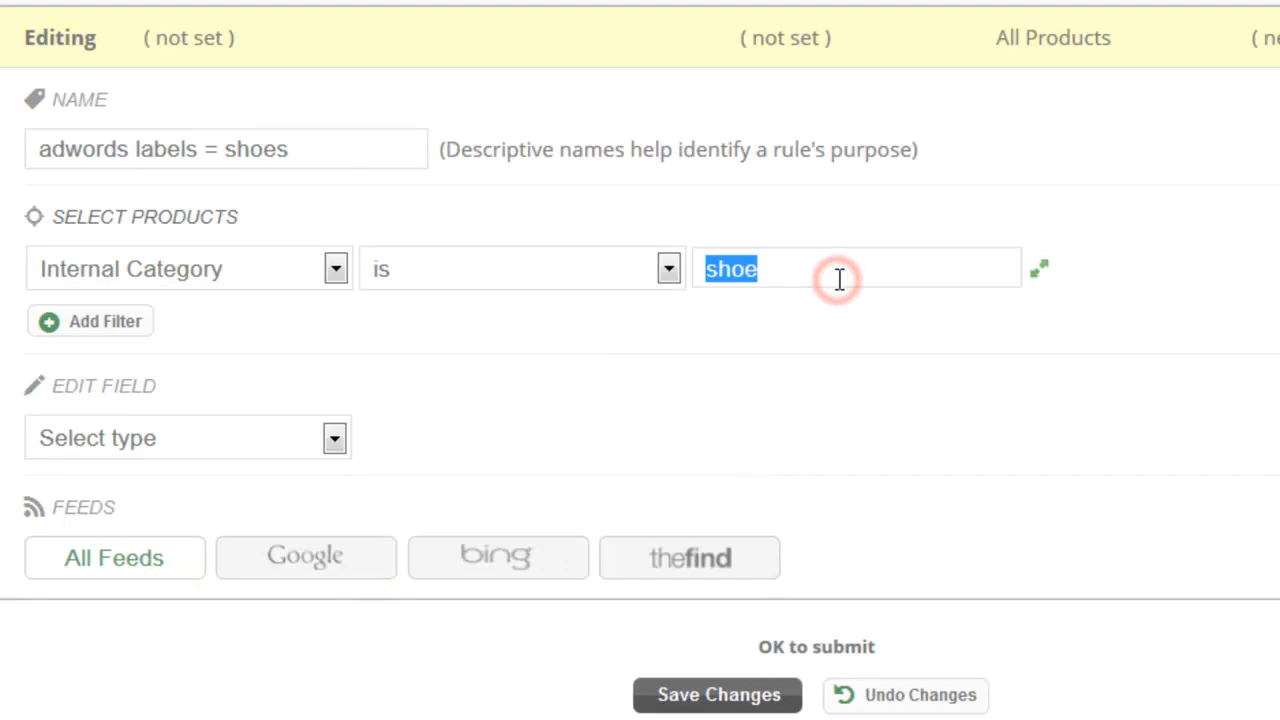 Editing ( not set ) ( not set ) All Products
NAME
adwords labels = shoes (Descriptive names help identify a rule's purpose)
SELECT PRODUCTS
Internal Category is shoe
Add Filter
EDIT FIELD
Select type
FEEDS
All Feeds Google bing thefind
OK to submit
Save Changes Undo Changes